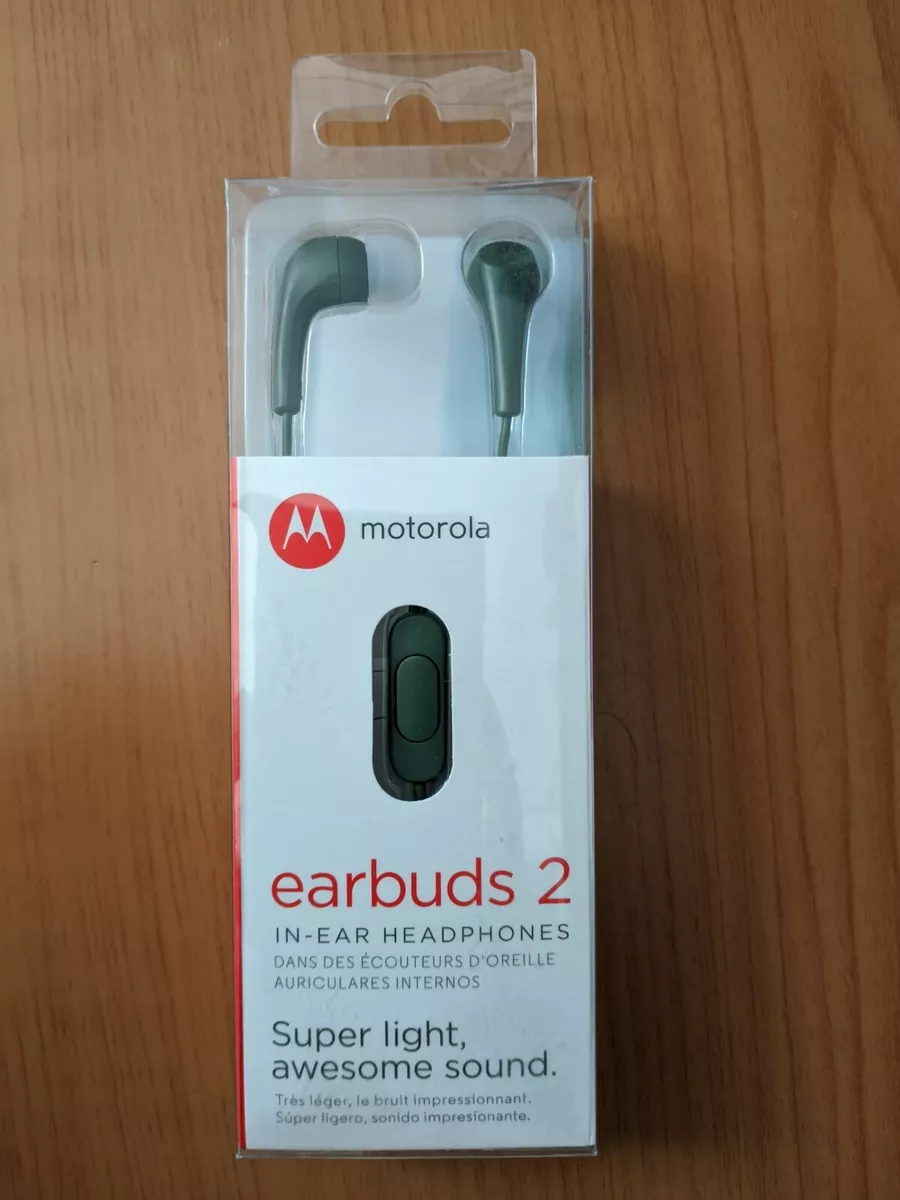 motorola
earbuds 2
IN-EAR HEADPHONES
DANS DES ÉCOUTEURS D'OREILLE
AURICULARES INTERNOS
Super light,
awesome sound.
Très léger, le bruit impressionnant.
Súper ligero, sonido impresionante.